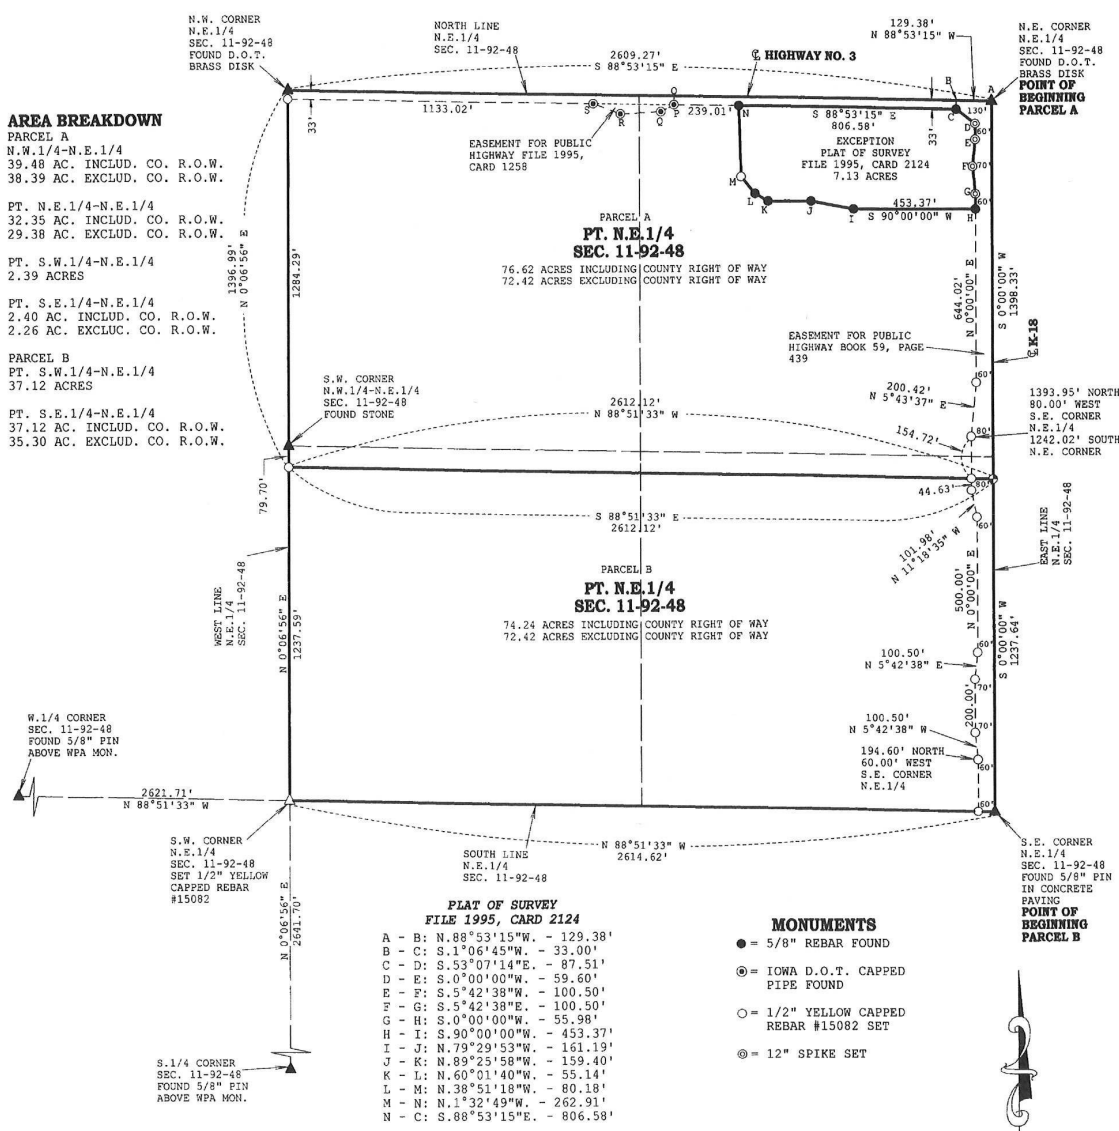 N.W. CORNER
N.E.1/4
SEC. 11-92-48
FOUND D.O.T.
BRASS DISK
NORTH LINE
N.E.1/4
SEC. 11-92-48
2609.27'
S 88°53'15" E
℄ HIGHWAY NO. 3
129.38'
N 88°53'15" W
N.E. CORNER
N.E.1/4
SEC. 11-92-48
FOUND D.O.T.
BRASS DISK
POINT OF
BEGINNING
PARCEL A
A
B
C
130'
D
60'
E
F
70'
G
60'
H
33'
1133.02'
S
R
Q
O
P
239.01'
N
S 88°53'15" E
806.58'
33'
EASEMENT FOR PUBLIC
HIGHWAY FILE 1995,
CARD 1258
EXCEPTION
PLAT OF SURVEY
FILE 1995, CARD 2124
7.13 ACRES
M
L
K
J
I
453.37'
S 90°00'00" W
AREA BREAKDOWN
PARCEL A
N.W.1/4-N.E.1/4
39.48 AC. INCLUD. CO. R.O.W.
38.39 AC. EXCLUD. CO. R.O.W.
PT. N.E.1/4-N.E.1/4
32.35 AC. INCLUD. CO. R.O.W.
29.38 AC. EXCLUD. CO. R.O.W.
PT. S.W.1/4-N.E.1/4
2.39 ACRES
PT. S.E.1/4-N.E.1/4
2.40 AC. INCLUD. CO. R.O.W.
2.26 AC. EXCLUC. CO. R.O.W.
PARCEL B
PT. S.W.1/4-N.E.1/4
37.12 ACRES
PT. S.E.1/4-N.E.1/4
37.12 AC. INCLUD. CO. R.O.W.
35.30 AC. EXCLUD. CO. R.O.W.
1396.99'
N 0°06'56" E
1284.29'
PARCEL A
PT. N.E.1/4
SEC. 11-92-48
76.62 ACRES INCLUDING COUNTY RIGHT OF WAY
72.42 ACRES EXCLUDING COUNTY RIGHT OF WAY
644.02'
N 0°00'00" E
S 0°00'00" W
1398.33'
EASEMENT FOR PUBLIC
HIGHWAY BOOK 59, PAGE
439
℄ K-18
S.W. CORNER
N.W.1/4-N.E.1/4
SEC. 11-92-48
FOUND STONE
2612.12'
N 88°51'33" W
60'
200.42'
N 5°43'37" E
1393.95' NORTH
80.00' WEST
S.E. CORNER
N.E.1/4
1242.02' SOUTH
N.E. CORNER
80'
154.72'
79.70'
44.63'
80'
S 88°51'33" E
2612.12'
60'
101.98'
N 11°18'35" W
EAST LINE
N.E.1/4
SEC. 11-92-48
WEST LINE
N.E.1/4
SEC. 11-92-48
N 0°06'56" E
1237.59'
PARCEL B
PT. N.E.1/4
SEC. 11-92-48
74.24 ACRES INCLUDING COUNTY RIGHT OF WAY
72.42 ACRES EXCLUDING COUNTY RIGHT OF WAY
500.00'
N 0°00'00" E
S 0°00'00" W
1237.64'
60'
100.50'
N 5°42'38" E
70'
200.00'
100.50'
N 5°42'38" W
70'
194.60' NORTH
60.00' WEST
S.E. CORNER
N.E.1/4
60'
60'
W.1/4 CORNER
SEC. 11-92-48
FOUND 5/8" PIN
ABOVE WPA MON.
2621.71'
N 88°51'33" W
S.W. CORNER
N.E.1/4
SEC. 11-92-48
SET 1/2" YELLOW
CAPPED REBAR
#15082
SOUTH LINE
N.E.1/4
SEC. 11-92-48
N 88°51'33" W
2614.62'
S.E. CORNER
N.E.1/4
SEC. 11-92-48
FOUND 5/8" PIN
IN CONCRETE
PAVING
POINT OF
BEGINNING
PARCEL B
N 0°06'56" E
2641.70'
S.1/4 CORNER
SEC. 11-92-48
FOUND 5/8" PIN
ABOVE WPA MON.
PLAT OF SURVEY
FILE 1995, CARD 2124
A - B: N.88°53'15"W. - 129.38'
B - C: S.1°06'45"W. - 33.00'
C - D: S.53°07'14"E. - 87.51'
D - E: S.0°00'00"W. - 59.60'
E - F: S.5°42'38"W. - 100.50'
F - G: S.5°42'38"E. - 100.50'
G - H: S.0°00'00"W. - 55.98'
H - I: S.90°00'00"W. - 453.37'
I - J: N.79°29'53"W. - 161.19'
J - K: N.89°25'58"W. - 159.40'
K - L: N.60°01'40"W. - 55.14'
L - M: N.38°51'18"W. - 80.18'
M - N: N.1°32'49"W. - 262.91'
N - C: S.88°53'15"E. - 806.58'
MONUMENTS
= 5/8" REBAR FOUND
= IOWA D.O.T. CAPPED
PIPE FOUND
= 1/2" YELLOW CAPPED
REBAR #15082 SET
= 12" SPIKE SET